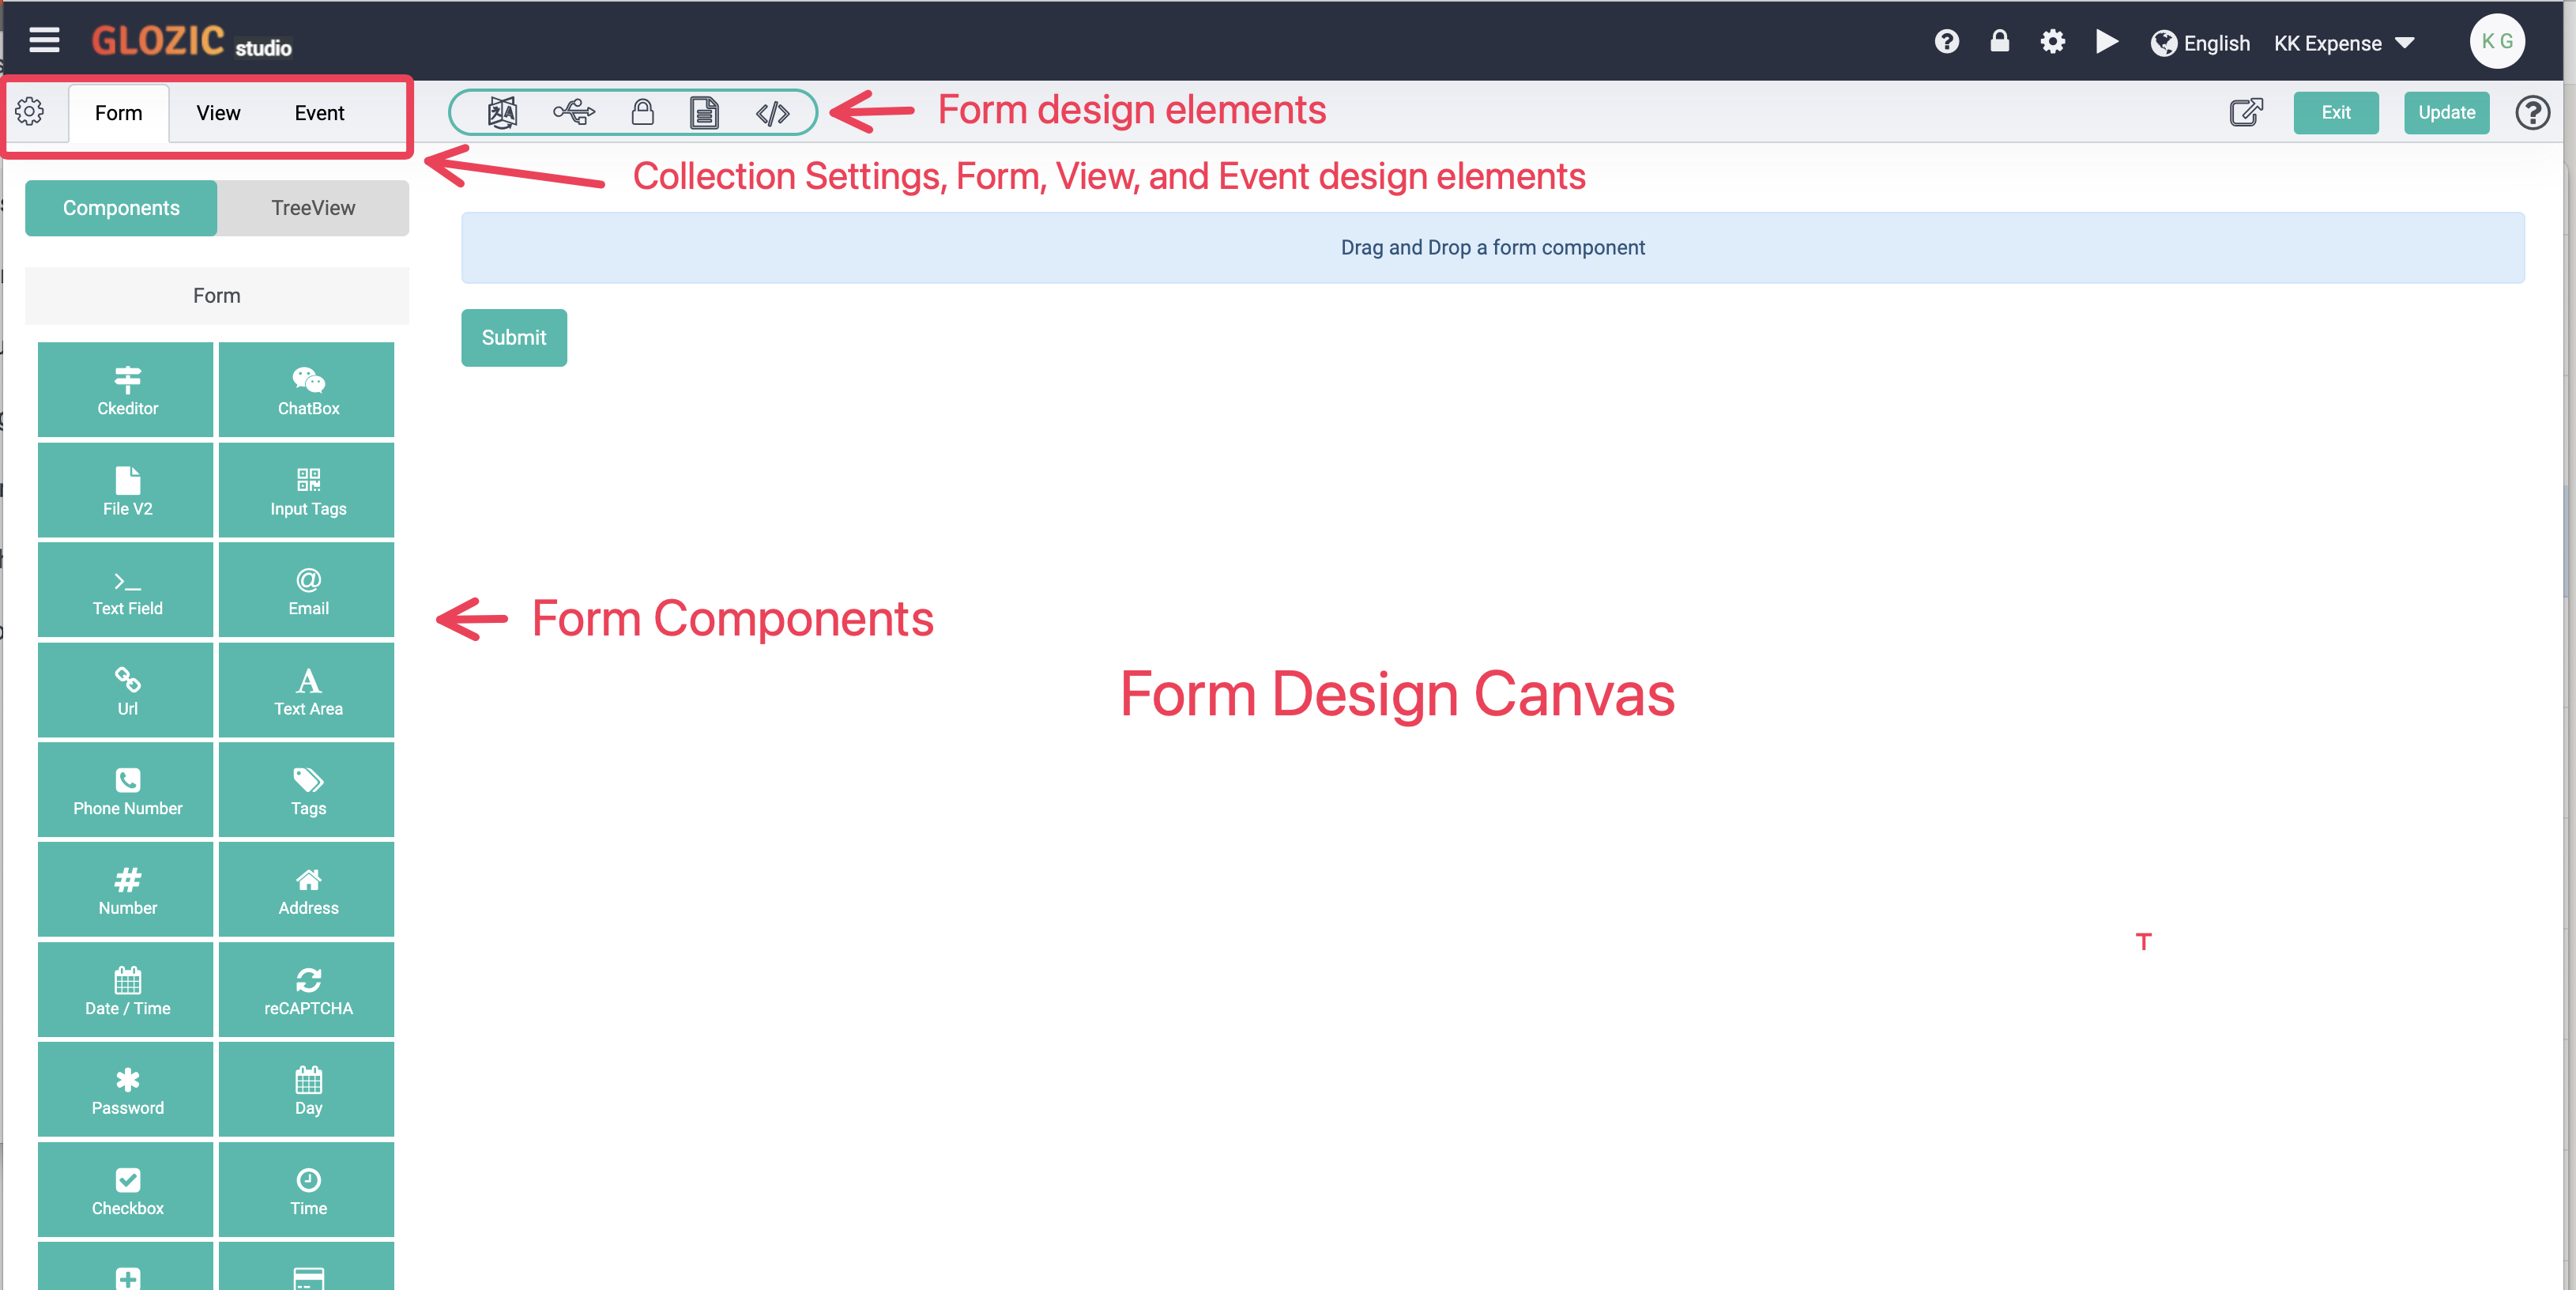 GLOZIC studio
English
KK Expense
K G
Form
View
Event
Form design elements
Exit
Update
Collection Settings, Form, View, and Event design elements
Components
TreeView
Drag and Drop a form component
Form
Submit
Ckeditor
ChatBox
File V2
Input Tags
Text Field
Email
Form Components
Url
Text Area
Form Design Canvas
Phone Number
Tags
Number
Address
T
Date / Time
reCAPTCHA
Password
Day
Checkbox
Time